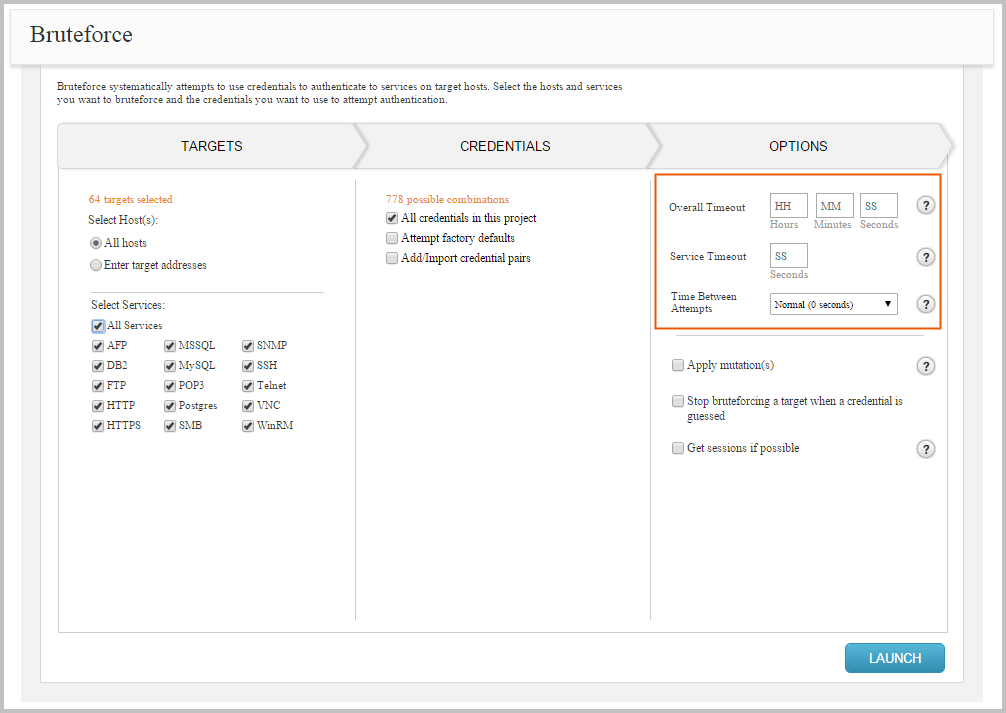 Bruteforce
Bruteforce systematically attempts to use credentials to authenticate to services on target hosts. Select the hosts and services
you want to bruteforce and the credentials you want to use to attempt authentication.
TARGETS
CREDENTIALS
OPTIONS
64 targets selected
Select Host(s):
All hosts
Enter target addresses
Select Services:
All Services
AFP MSSQL SNMP
DB2 MySQL SSH
FTP POP3 Telnet
HTTP Postgres VNC
HTTPS SMB WinRM
778 possible combinations
All credentials in this project
Attempt factory defaults
Add/Import credential pairs
Overall Timeout HH MM SS ?
Hours Minutes Seconds
Service Timeout SS ?
Seconds
Time Between
Attempts
Normal (0 seconds) ?
Apply mutation(s) ?
Stop bruteforcing a target when a credential is
guessed
Get sessions if possible ?
LAUNCH